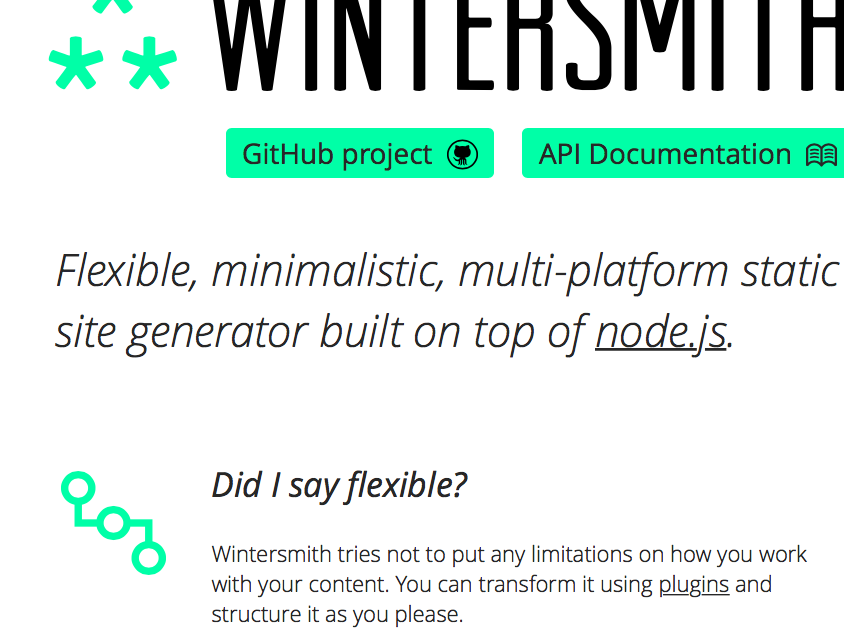 WINTERSMITH
GitHub project
API Documentation
Flexible, minimalistic, multi-platform static
site generator built on top of node.js.
Did I say flexible?
Wintersmith tries not to put any limitations on how you work
with your content. You can transform it using plugins and
structure it as you please.